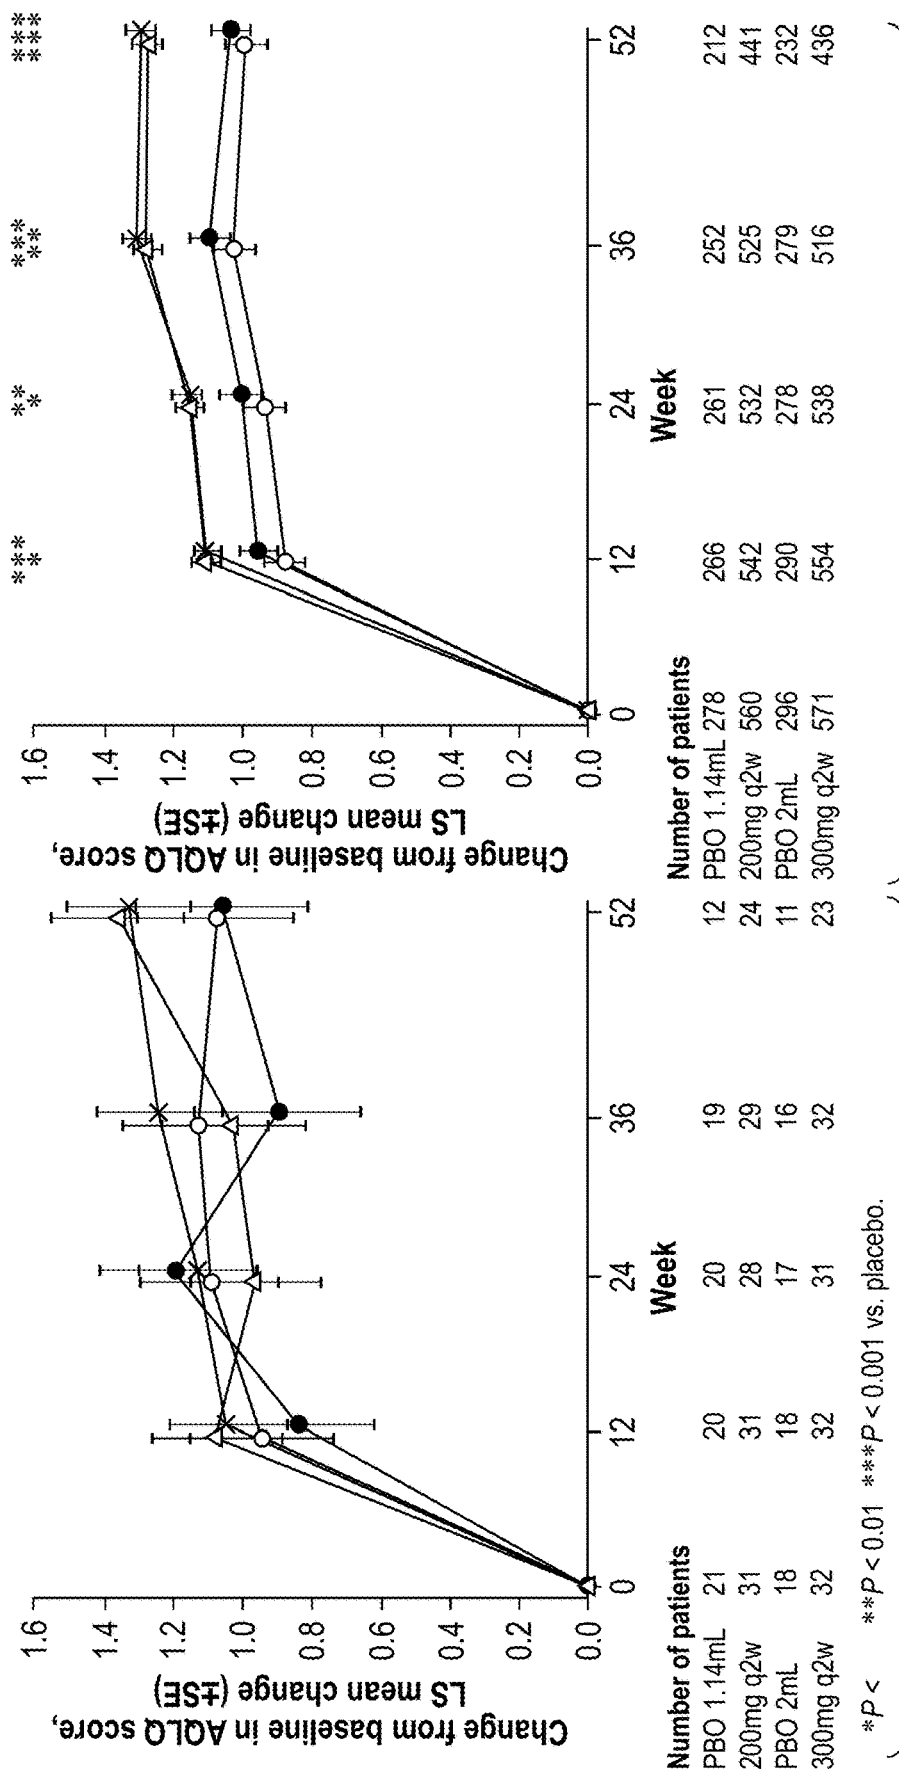 Change from baseline in AQLQ score,
LS mean change (±SE)
1.6
1.4
1.2
1.0
0.8
0.6
0.4
0.2
0.0
0 12 24 36 52
Week
Number of patients
PBO 1.14mL 21 20 20 19 12
200mg q2w 31 31 28 29 24
PBO 2mL 18 18 17 16 11
300mg q2w 32 32 31 32 23
*P < **P < 0.01 ***P < 0.001 vs. placebo.
*** ** *** ***
** * ** ***
Change from baseline in AQLQ score,
LS mean change (±SE)
1.6
1.4
1.2
1.0
0.8
0.6
0.4
0.2
0.0
0 12 24 36 52
Week
Number of patients
PBO 1.14mL 278 266 261 252 212
200mg q2w 560 542 532 525 441
PBO 2mL 296 290 278 279 232
300mg q2w 571 554 538 516 436